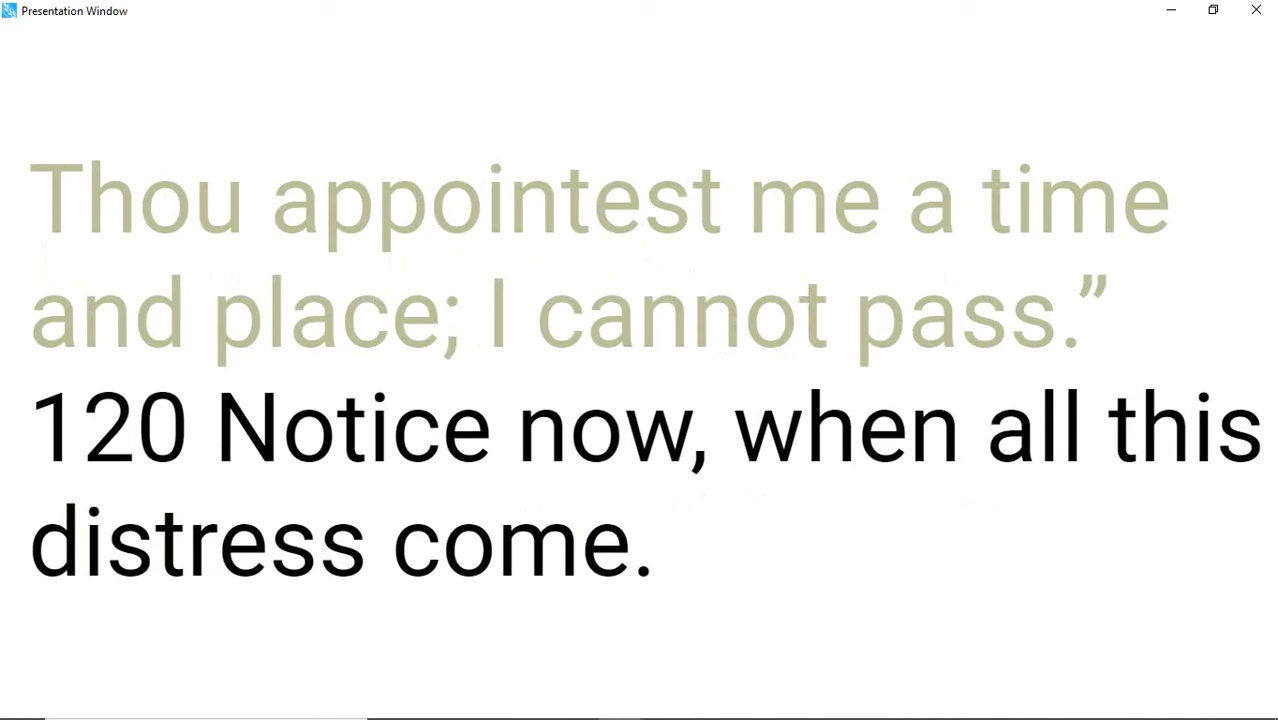 Presentation Window
Thou appointest me a time
and place; I cannot pass.”
120 Notice now, when all this
distress come.